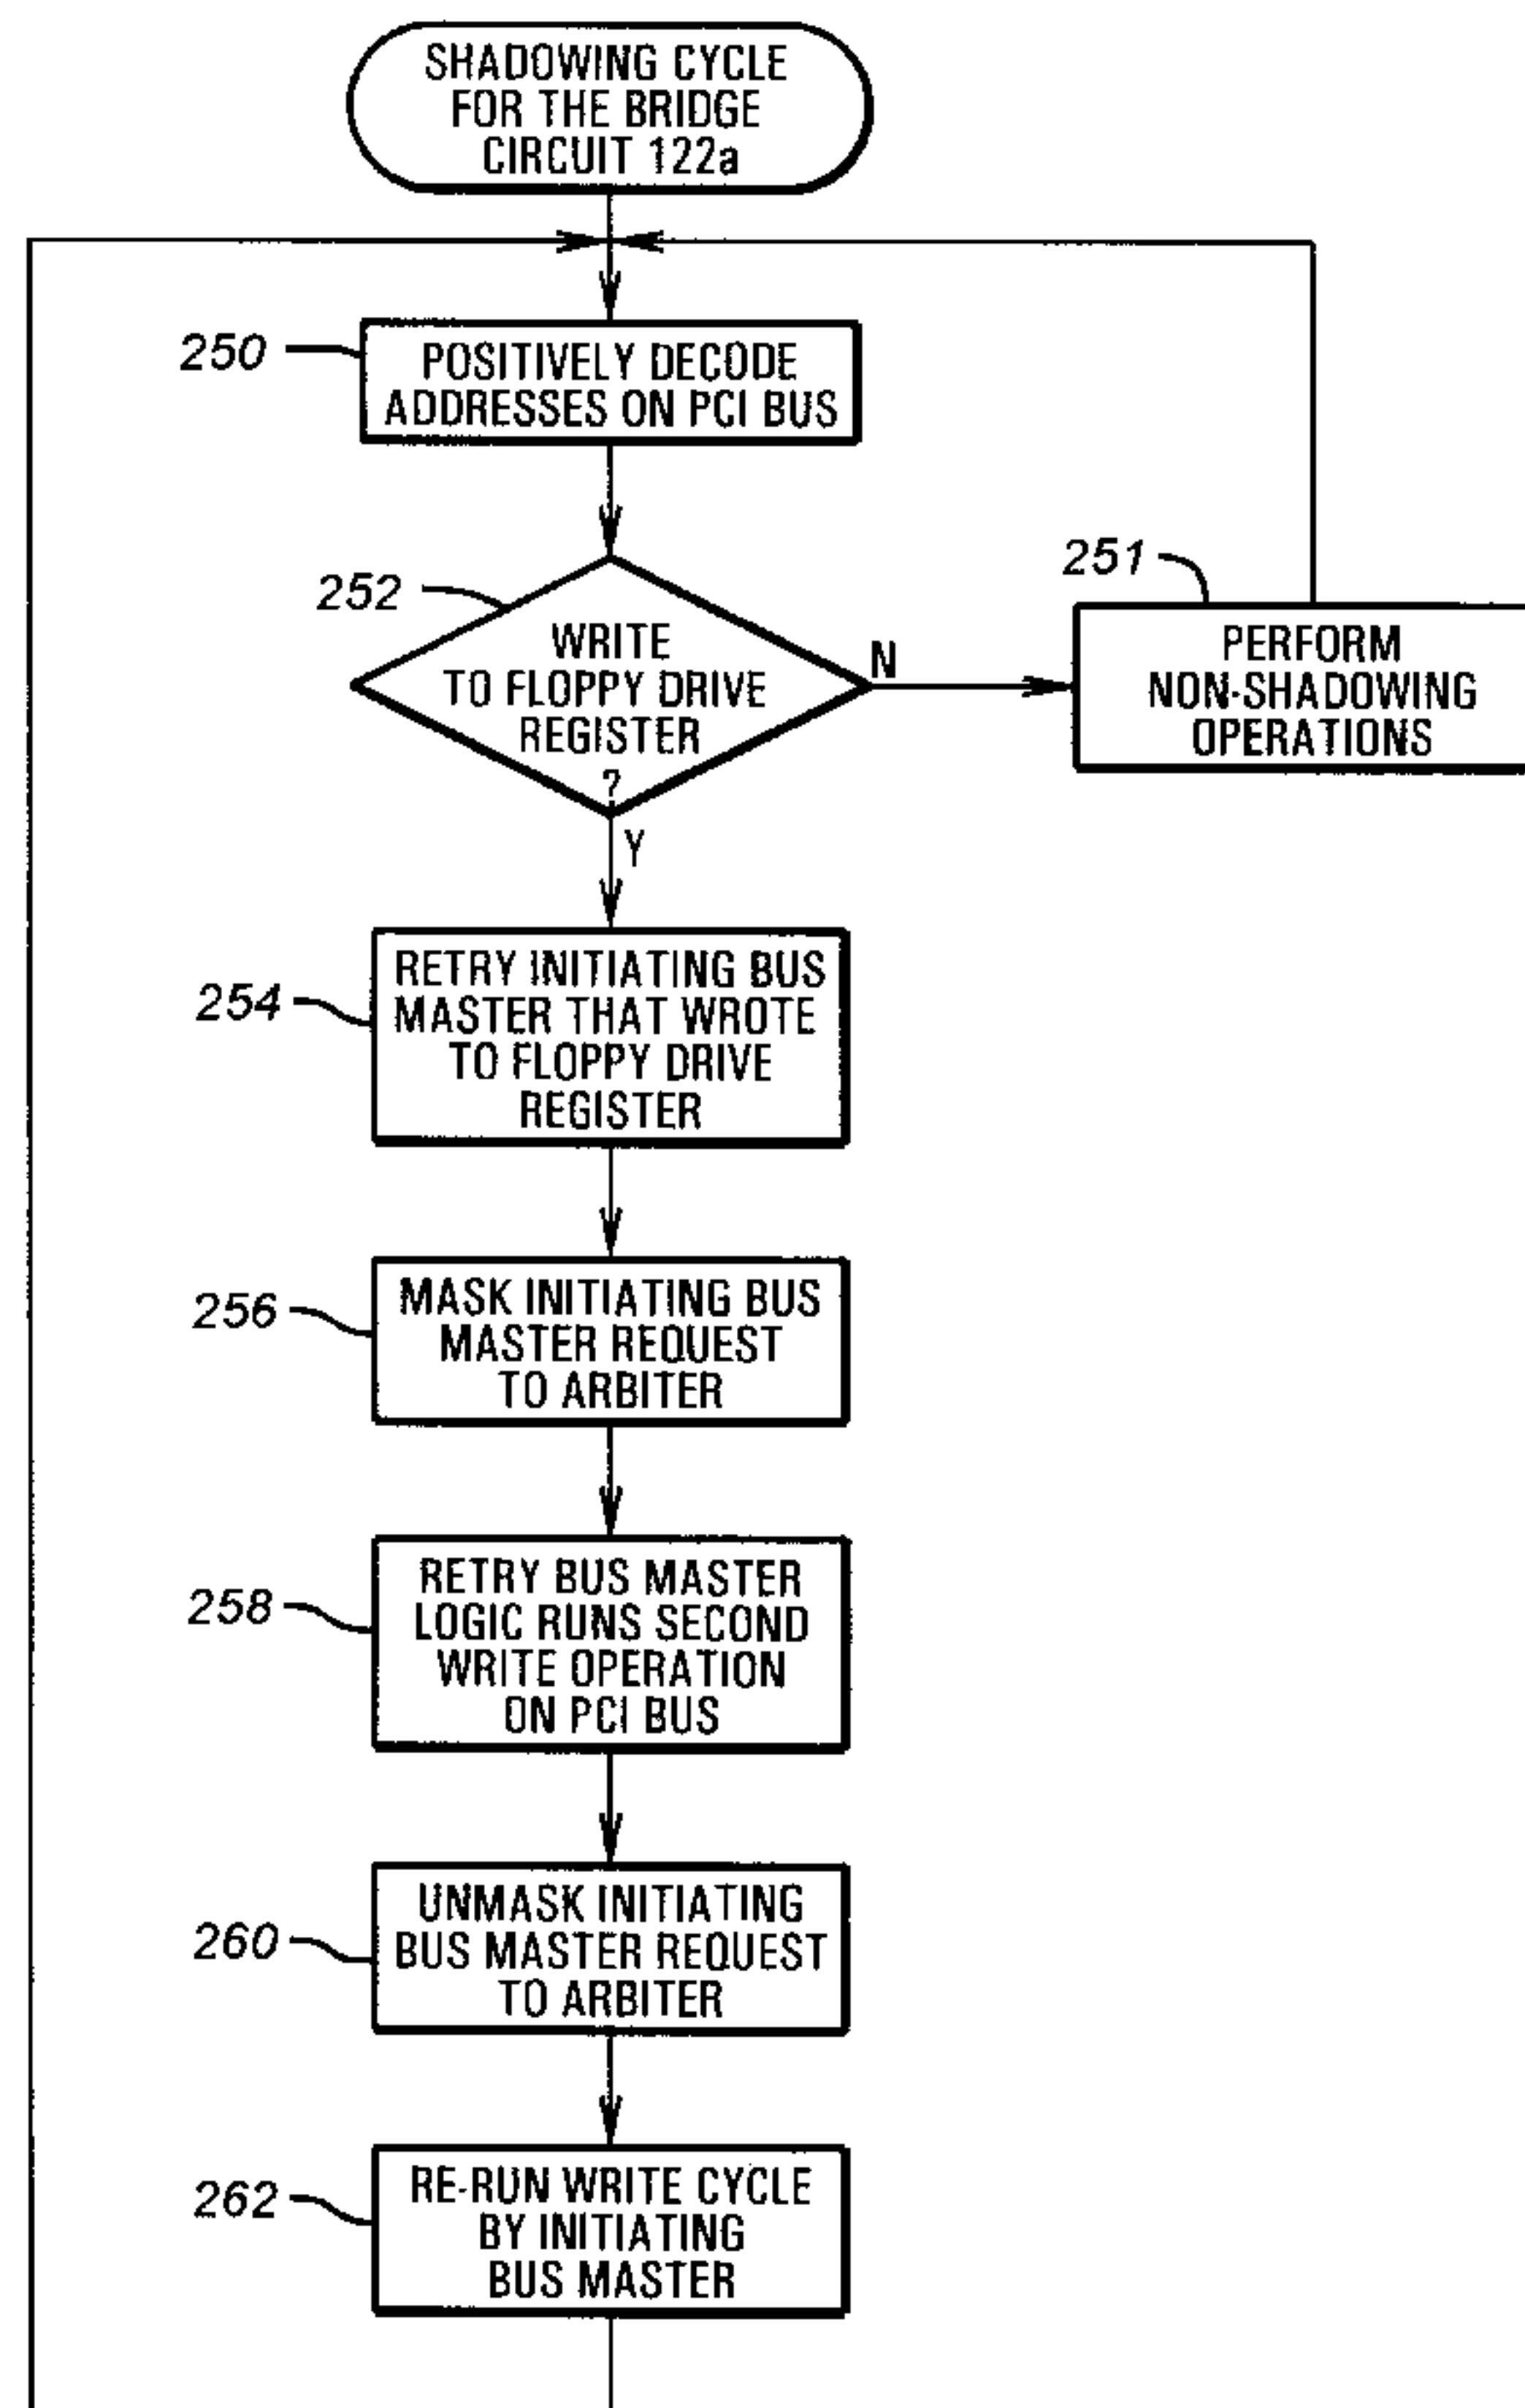 SHADOWING CYCLE
FOR THE BRIDGE
CIRCUIT 122a
250
POSITIVELY DECODE
ADDRESSES ON PCI BUS
252
WRITE
TO FLOPPY DRIVE
REGISTER
?
N
Y
251
PERFORM
NON-SHADOWING
OPERATIONS
254
RETRY INITIATING BUS
MASTER THAT WROTE
TO FLOPPY DRIVE
REGISTER
256
MASK INITIATING BUS
MASTER REQUEST
TO ARBITER
258
RETRY BUS MASTER
LOGIC RUNS SECOND
WRITE OPERATION
ON PCI BUS
260
UNMASK INITIATING
BUS MASTER REQUEST
TO ARBITER
262
RE-RUN WRITE CYCLE
BY INITIATING
BUS MASTER